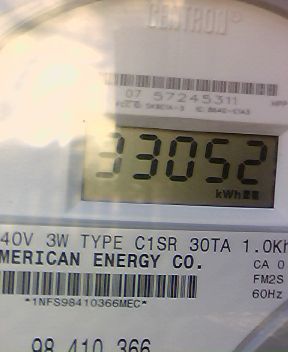 CENTRON®
07 57245311
33052
kWh
40V 3W TYPE C1SR 30TA 1.0Kh
MERICAN ENERGY CO.
CA 0
FM2S
60Hz
*1NFS98410366MEC*
98 410 366